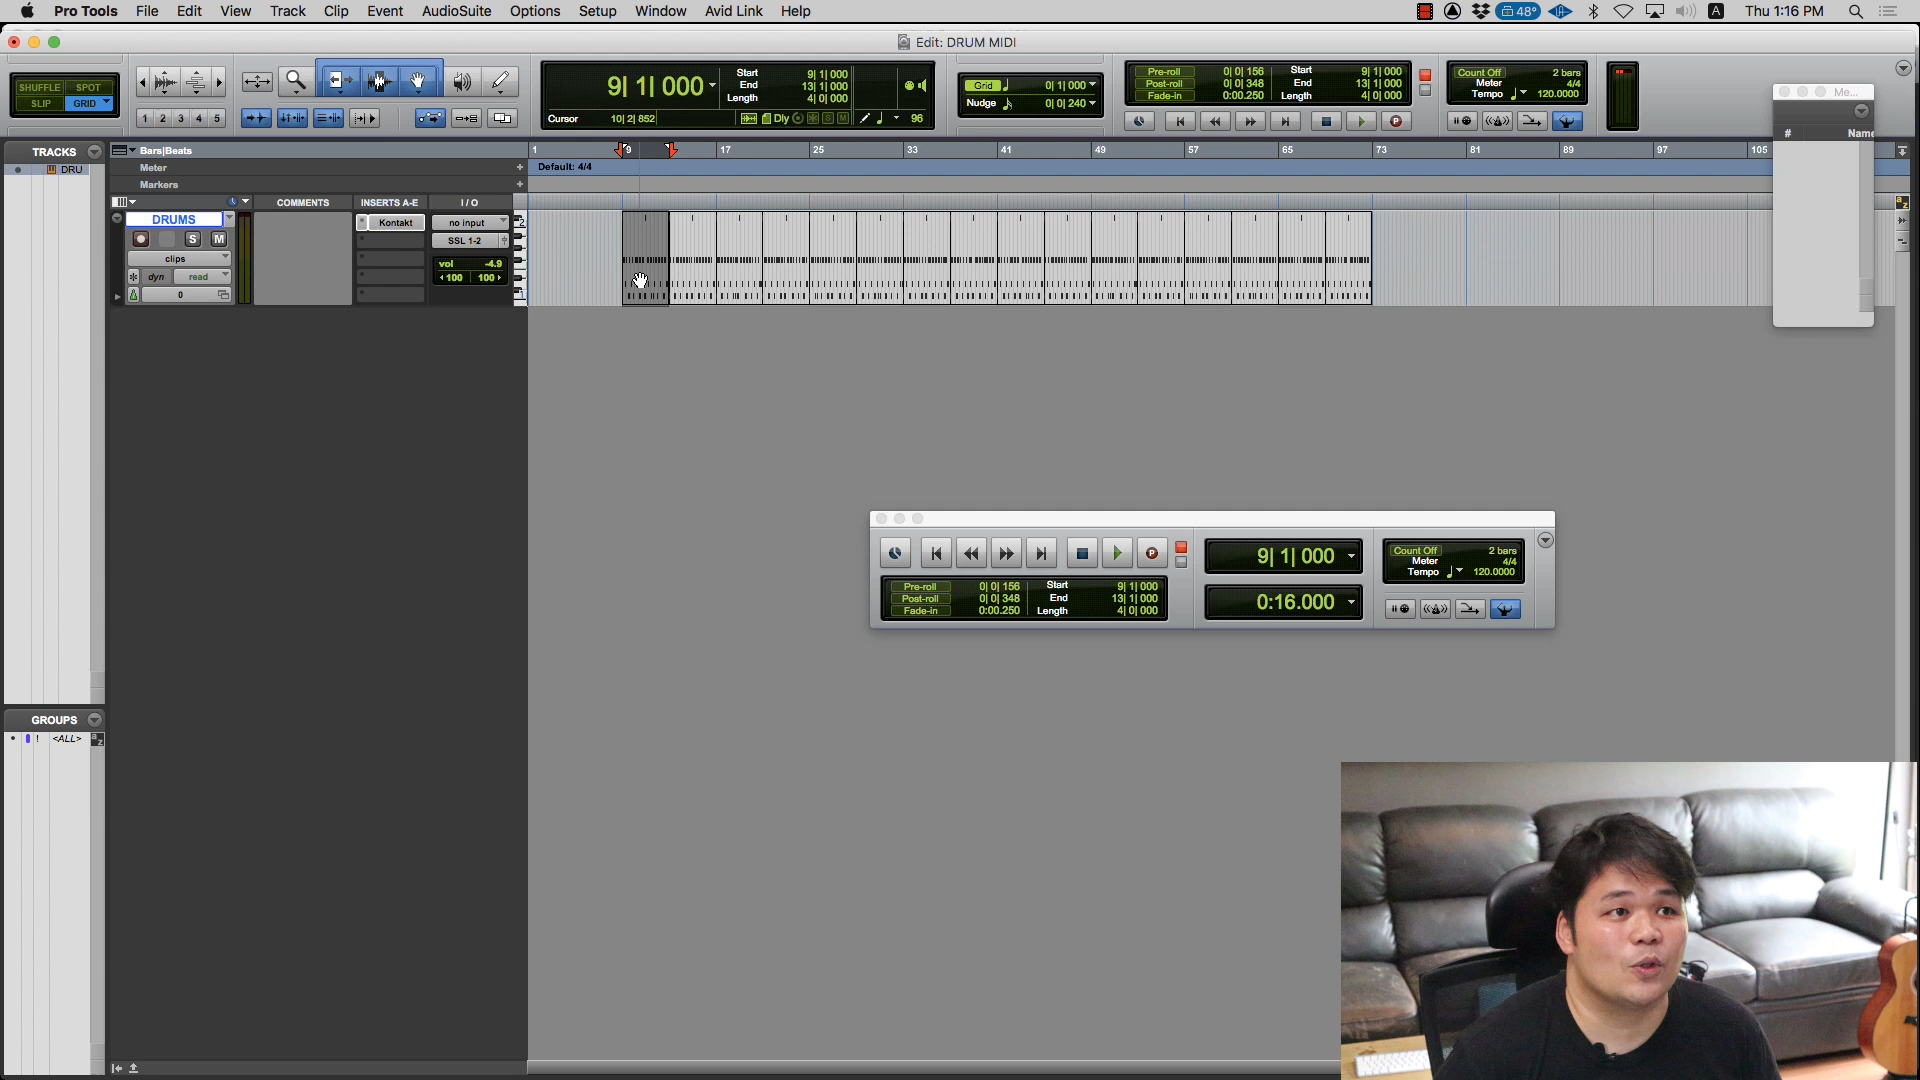 Pro Tools File Edit View Track Clip Event AudioSuite Options Setup Window Avid Link Help 48° A Thu 1:16 PM
Edit: DRUM MIDI
SHUFFLE SPOT
SLIP GRID
1 2 3 4 5
9| 1| 000
Start 9| 1| 000
End 13| 1| 000
Length 4| 0| 000
Cursor 10| 2| 852 Dly S M 96
Grid 0| 1| 000
Nudge 0| 0| 240
Pre-roll 0| 0| 156 Start 9| 1| 000
Post-roll 0| 0| 348 End 13| 1| 000
Fade-in 0:00.250 Length 4| 0| 000
Count Off 2 bars
Meter 4/4
Tempo 120.0000
Me...
# Name
TRACKS
DRU
Bars|Beats 1 9 17 25 33 41 49 57 65 73 81 89 97 105
Meter Default: 4/4
Markers
COMMENTS INSERTS A-E I / O
DRUMS Kontakt no input
S M SSL 1-2
clips
vol -4.9
dyn read 100 100
0
9| 1| 000
0:16.000
Pre-roll 0| 0| 156 Start 9| 1| 000
Post-roll 0| 0| 348 End 13| 1| 000
Fade-in 0:00.250 Length 4| 0| 000
Count Off 2 bars
Meter 4/4
Tempo 120.0000
GROUPS
! <ALL> a z